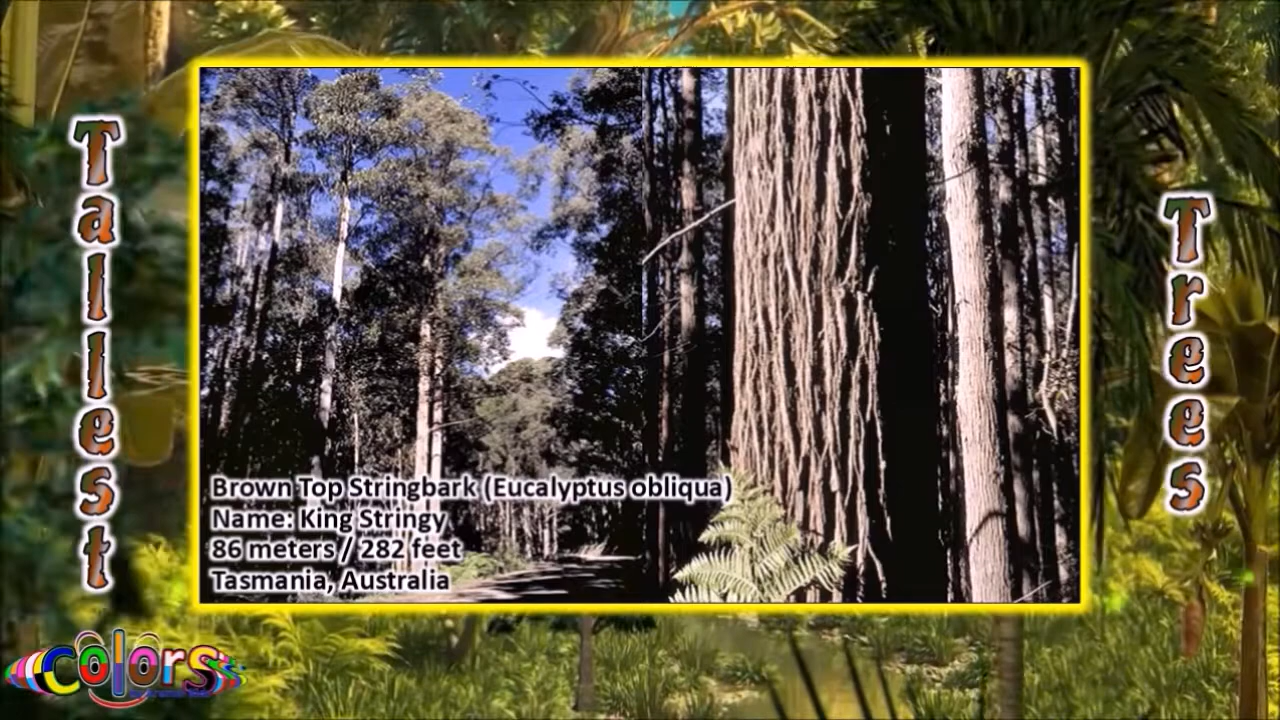 Tallest
Trees
Brown Top Stringbark (Eucalyptus obliqua)
Name: King Stringy
86 meters / 282 feet
Tasmania, Australia
colors